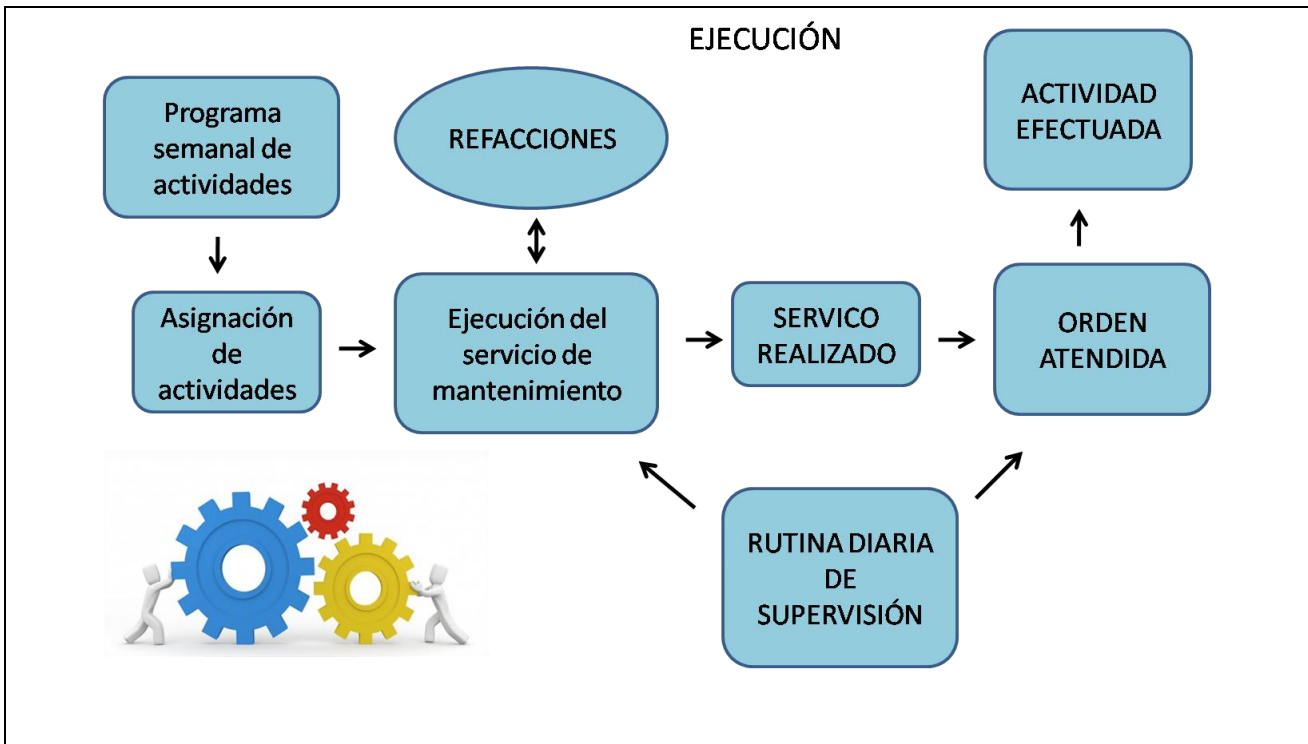 EJECUCIÓN
Programa
semanal de
actividades
REFACCIONES
ACTIVIDAD
EFECTUADA
Asignación
de
actividades
Ejecución del
servicio de
mantenimiento
SERVICO
REALIZADO
ORDEN
ATENDIDA
RUTINA DIARIA
DE
SUPERVISIÓN